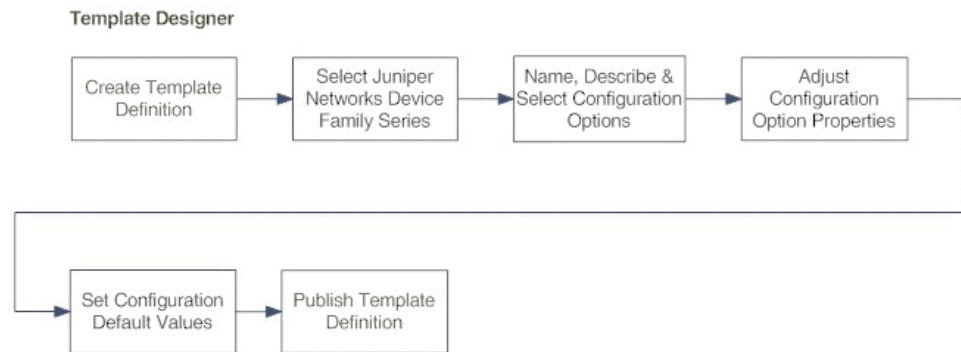 Template Designer
Create Template
Definition
Select Juniper
Networks Device
Family Series
Name, Describe &
Select Configuration
Options
Adjust
Configuration
Option Properties
Set Configuration
Default Values
Publish Template
Definition